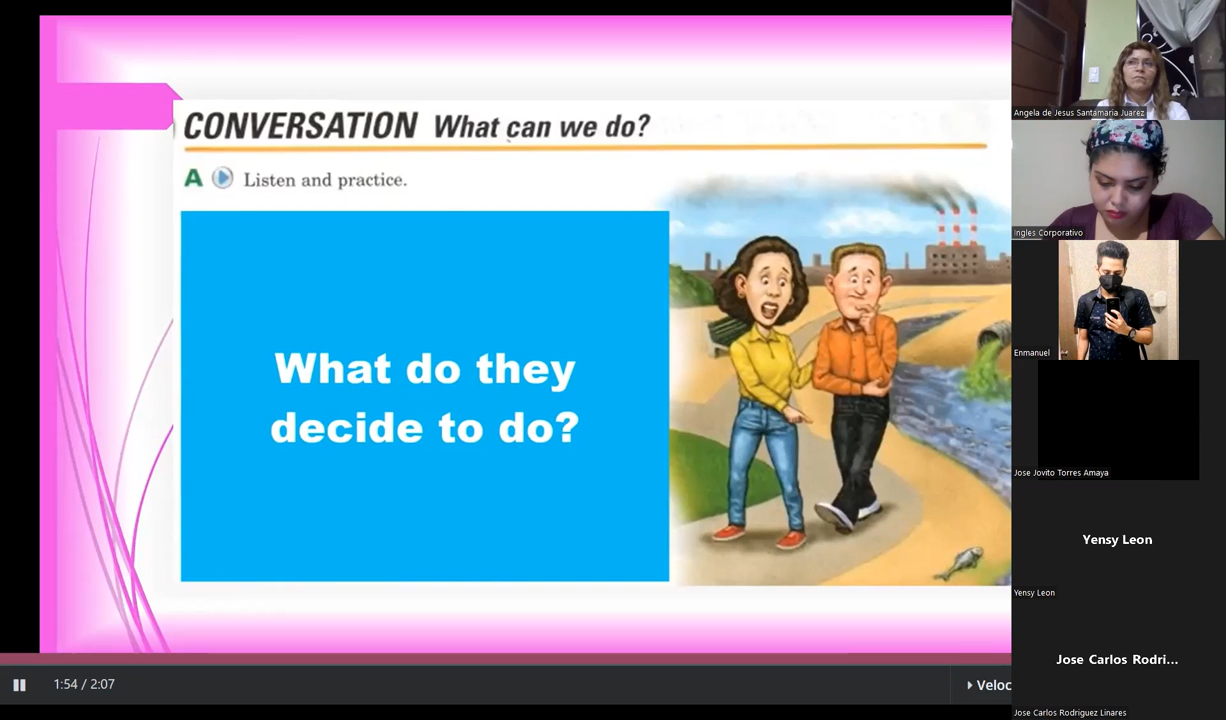 CONVERSATION What can we do?
A Listen and practice.
What do they
decide to do?
1:54 / 2:07
Veloc
Angela de Jesus Santamaria Juarez
Ingles Corporativo
Enmanuel
Jose Jovito Torres Amaya
Yensy Leon
Yensy Leon
Jose Carlos Rodri...
Jose Carlos Rodriguez Linares